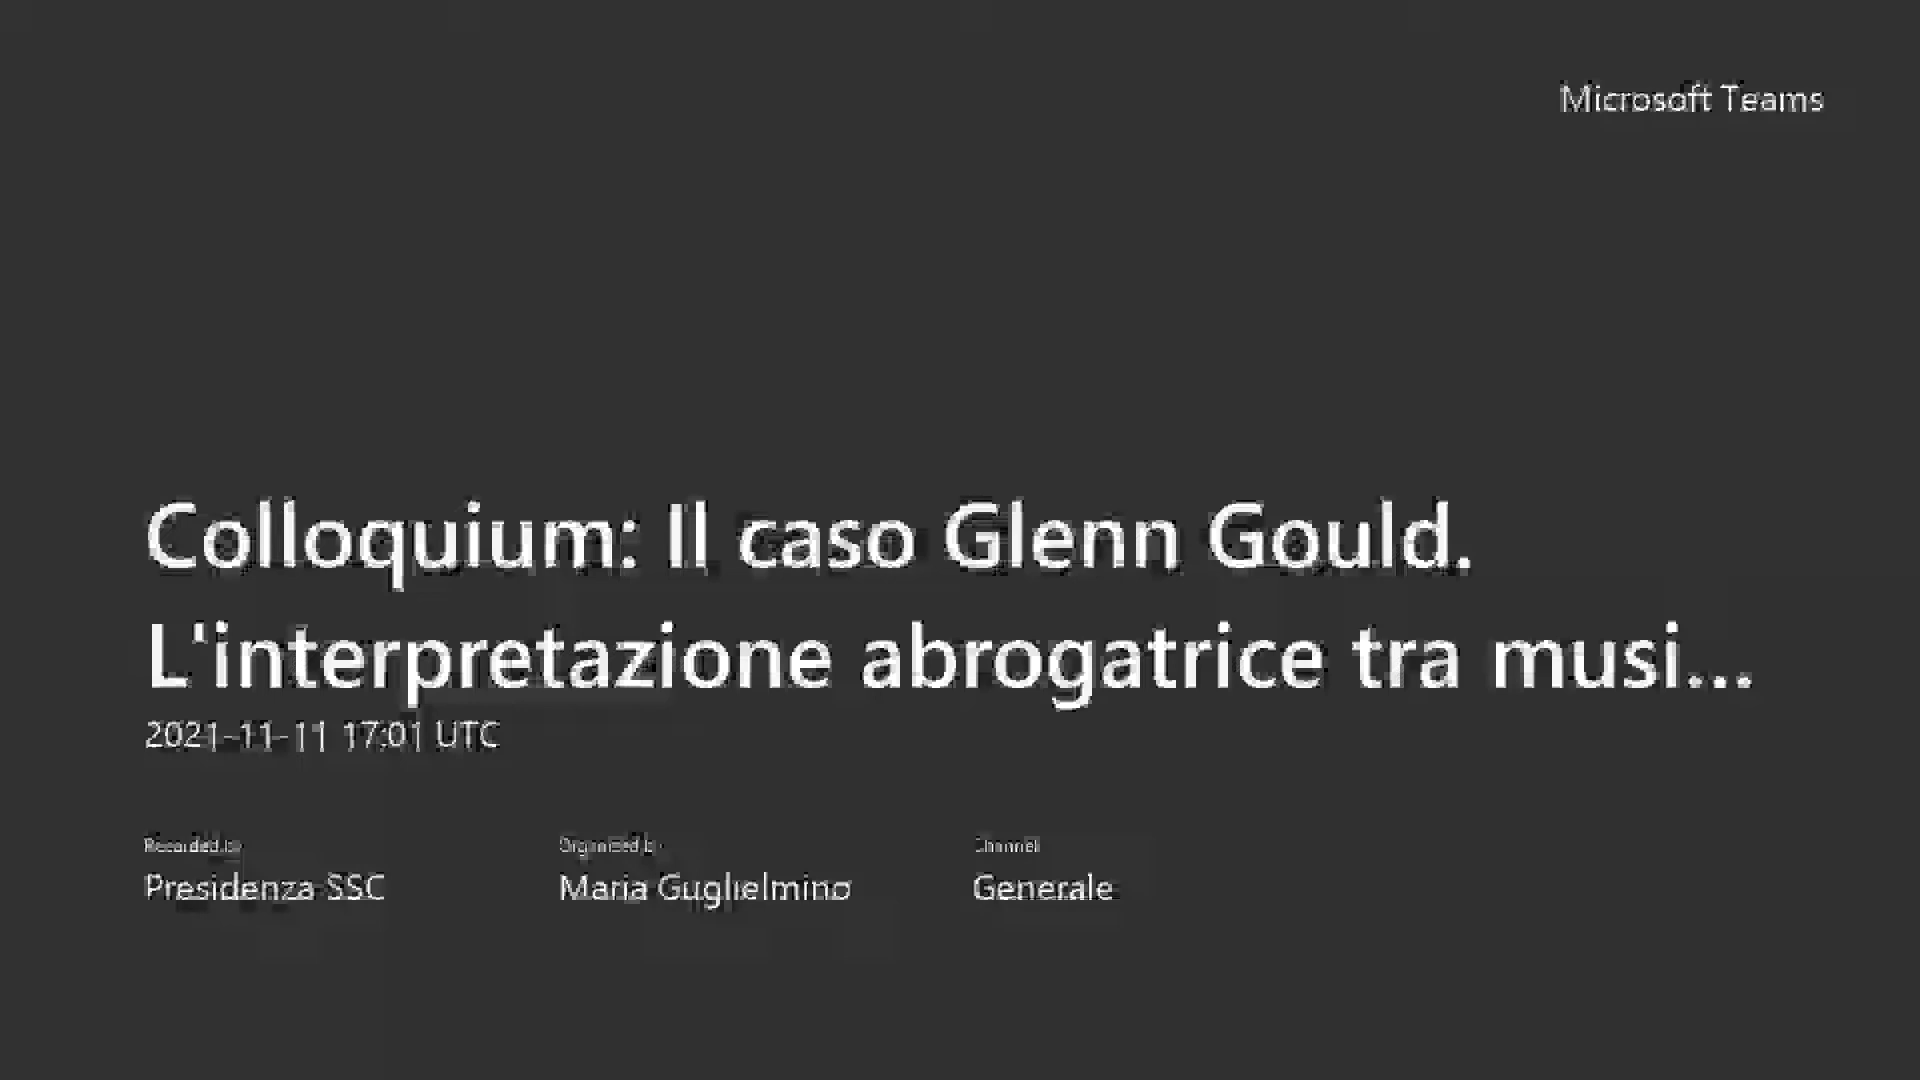 Microsoft Teams
Colloquium: Il caso Glenn Gould.
L'interpretazione abrogatrice tra musi...
2021-11-11 17:01 UTC
Recorded by
Organized by
Channel
Presidenza SSC
Maria Guglielmino
Generale